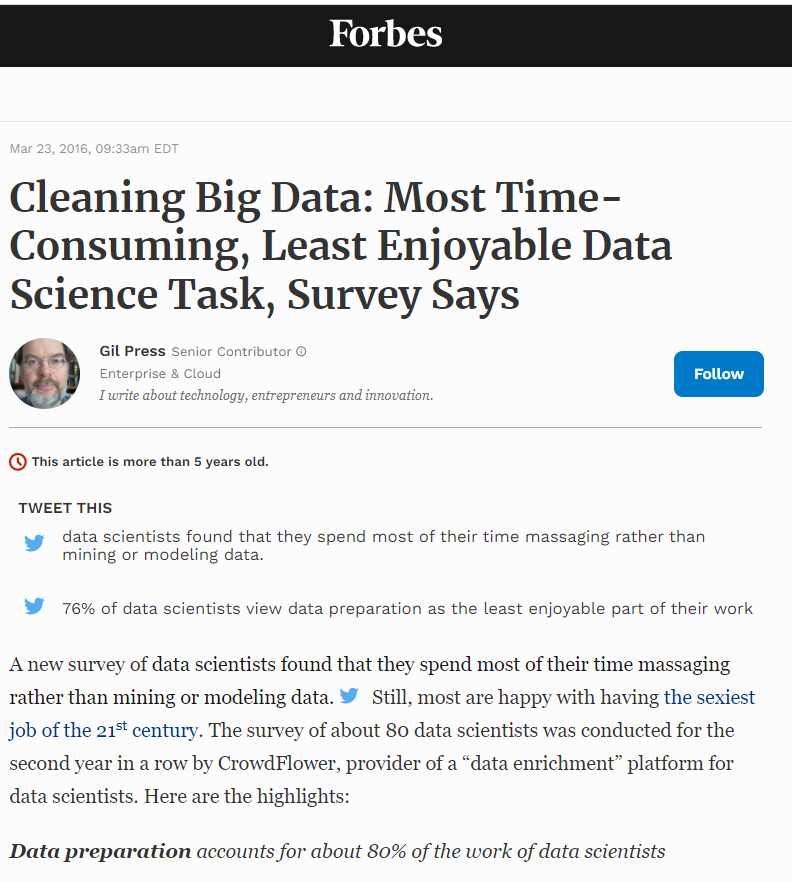 Forbes
Mar 23, 2016, 09:33am EDT
Cleaning Big Data: Most Time-
Consuming, Least Enjoyable Data
Science Task, Survey Says
Gil Press Senior Contributor
Enterprise & Cloud
I write about technology, entrepreneurs and innovation.
Follow
This article is more than 5 years old.
TWEET THIS
data scientists found that they spend most of their time massaging rather than
mining or modeling data.
76% of data scientists view data preparation as the least enjoyable part of their work
A new survey of data scientists found that they spend most of their time massaging
rather than mining or modeling data. Still, most are happy with having the sexiest
job of the 21st century. The survey of about 80 data scientists was conducted for the
second year in a row by CrowdFlower, provider of a “data enrichment” platform for
data scientists. Here are the highlights:
Data preparation accounts for about 80% of the work of data scientists